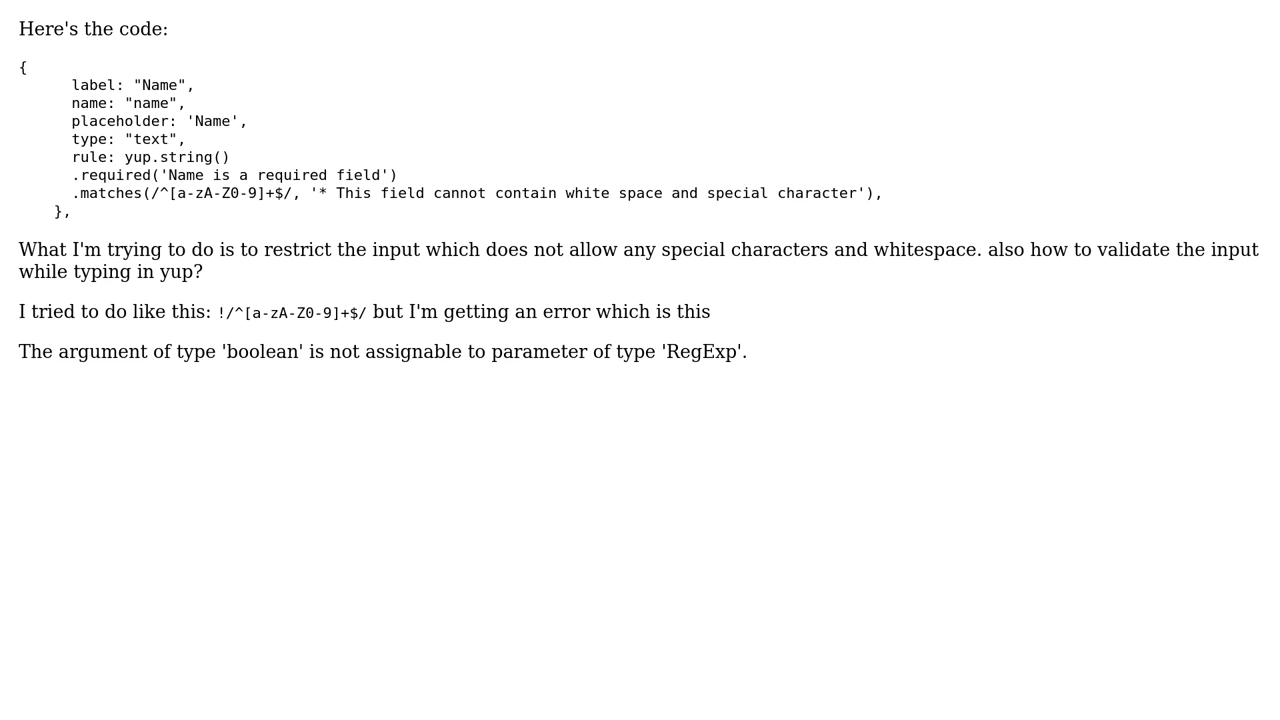 Here's the code:
{
      label: "Name",
      name: "name",
      placeholder: 'Name',
      type: "text",
      rule: yup.string()
      .required('Name is a required field')
      .matches(/^[a-zA-Z0-9]+$/, '* This field cannot contain white space and special character'),
    },
What I'm trying to do is to restrict the input which does not allow any special characters and whitespace. also how to validate the input
while typing in yup?
I tried to do like this: !/^[a-zA-Z0-9]+$/ but I'm getting an error which is this
The argument of type 'boolean' is not assignable to parameter of type 'RegExp'.